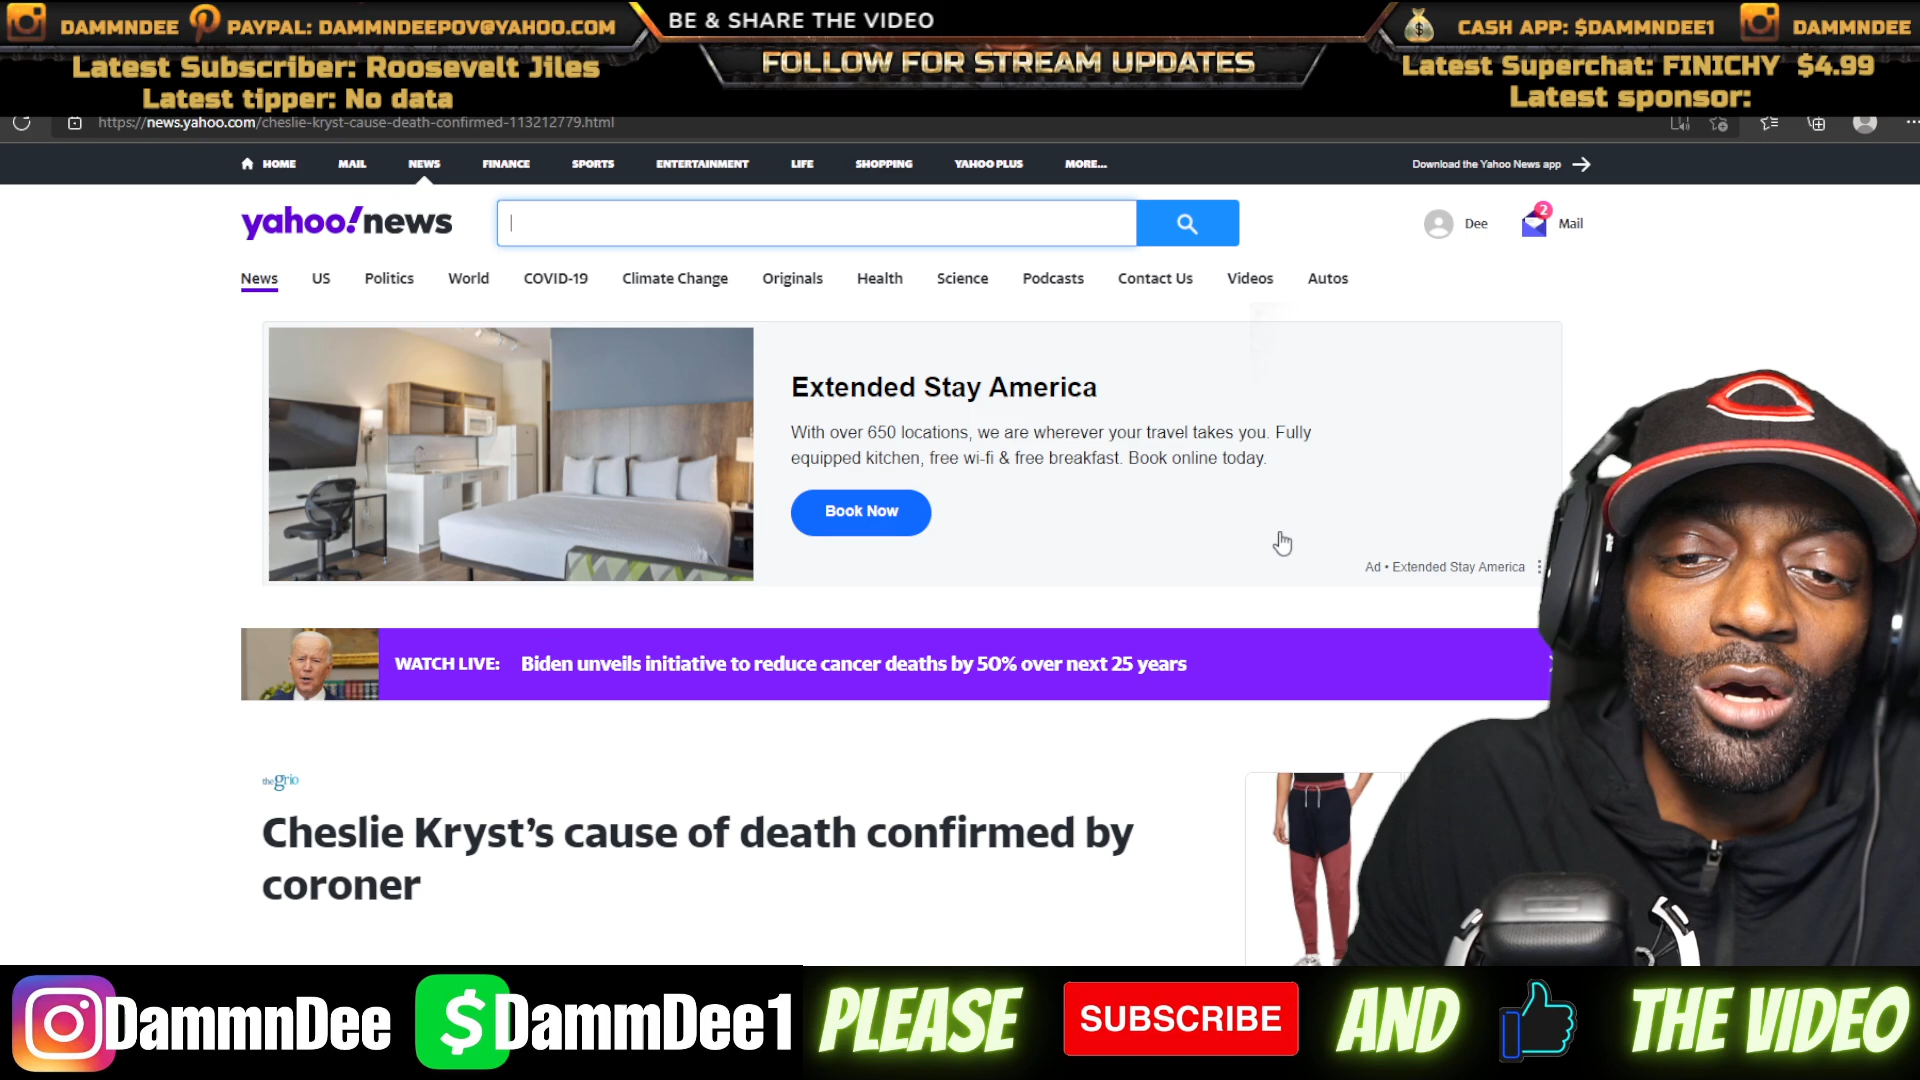 DAMMNDEE PAYPAL: DAMMNDEEPOV@YAHOO.COM
BE & SHARE THE VIDEO
CASH APP: $DAMMNDEE1 DAMMNDEE
Latest Subscriber: Roosevelt Jiles
FOLLOW FOR STREAM UPDATES
Latest Superchat: FINICHY $4.99
Latest tipper: No data
Latest sponsor:
https://news.yahoo.com/cheslie-kryst-cause-death-confirmed-113212779.html
HOME MAIL NEWS FINANCE SPORTS ENTERTAINMENT LIFE SHOPPING YAHOO PLUS MORE...
Download the Yahoo News app
yahoo!news
Dee
2
Mail
News US Politics World COVID-19 Climate Change Originals Health Science Podcasts Contact Us Videos Autos
Extended Stay America
With over 650 locations, we are wherever your travel takes you. Fully
equipped kitchen, free wi-fi & free breakfast. Book online today.
Book Now
Ad • Extended Stay America
WATCH LIVE: Biden unveils initiative to reduce cancer deaths by 50% over next 25 years
thegrio
Cheslie Kryst's cause of death confirmed by
coroner
DammnDee
$DammDee1
PLEASE SUBSCRIBE AND THE VIDEO